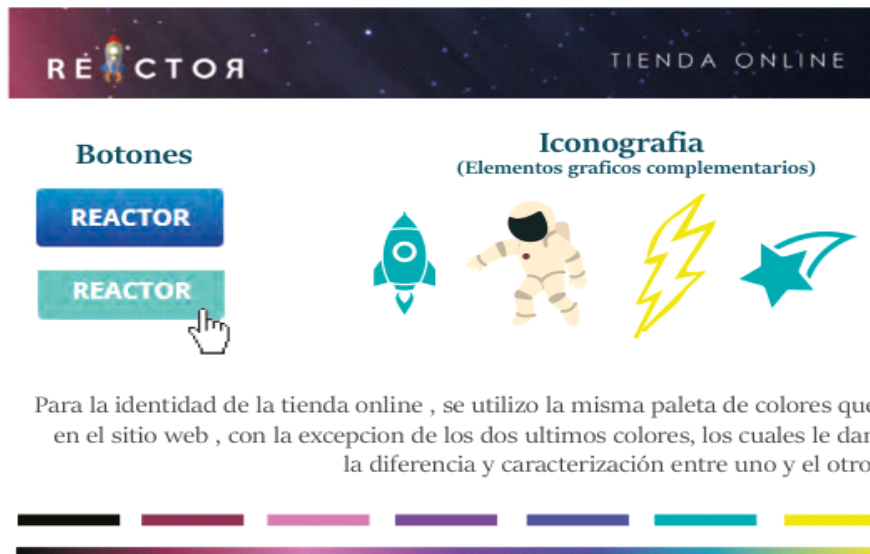 REACTOR
TIENDA ONLINE
Botones
REACTOR
REACTOR
Iconografia
(Elementos graficos complementarios)
Para la identidad de la tienda online , se utilizo la misma paleta de colores que
en el sitio web , con la excepcion de los dos ultimos colores, los cuales le dan
la diferencia y caracterización entre uno y el otro